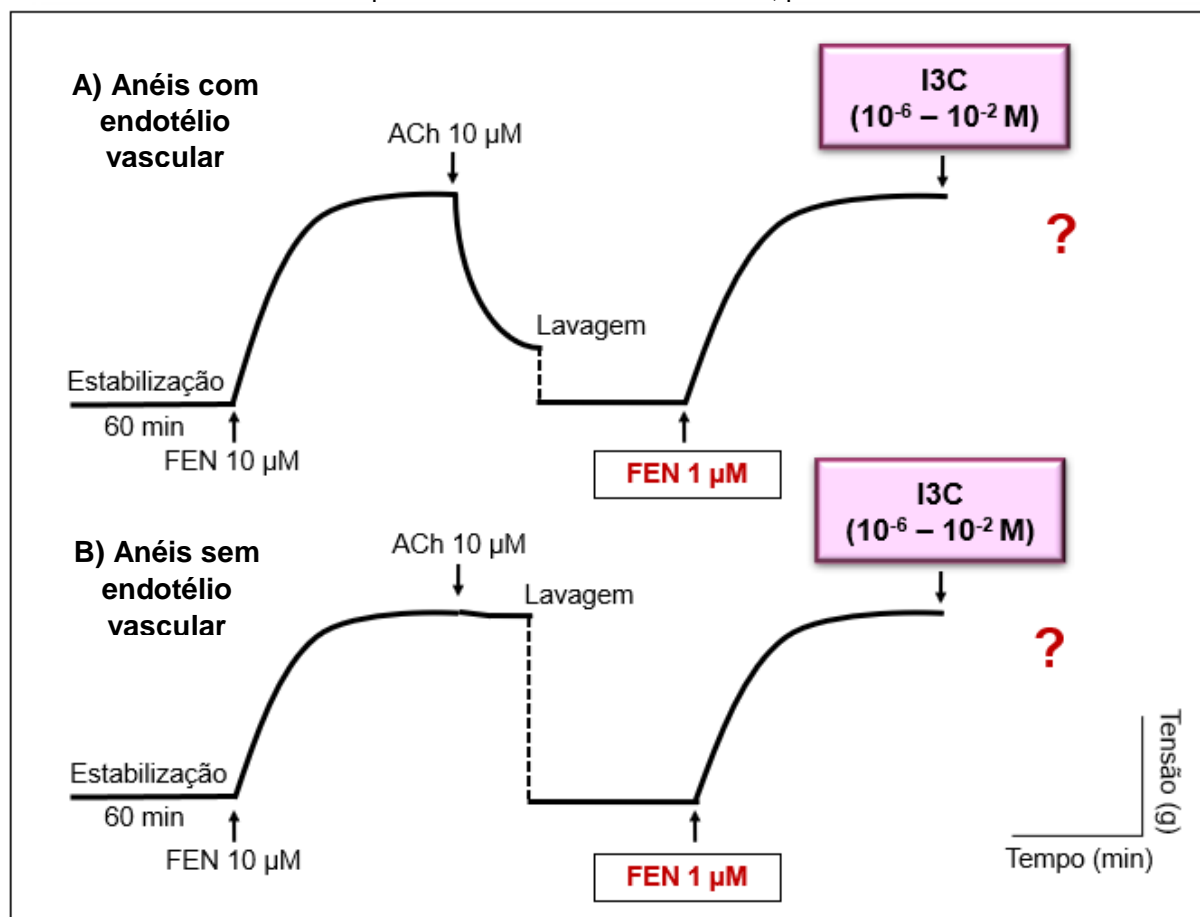 A) Anéis com
endotélio
vascular
ACh 10 µM
I3C
(10⁻⁶ – 10⁻² M)
?
Lavagem
Estabilização
60 min
FEN 10 µM
FEN 1 µM
B) Anéis sem
endotélio
vascular
ACh 10 µM
I3C
(10⁻⁶ – 10⁻² M)
?
Lavagem
Estabilização
60 min
FEN 10 µM
FEN 1 µM
Tensão (g)
Tempo (min)